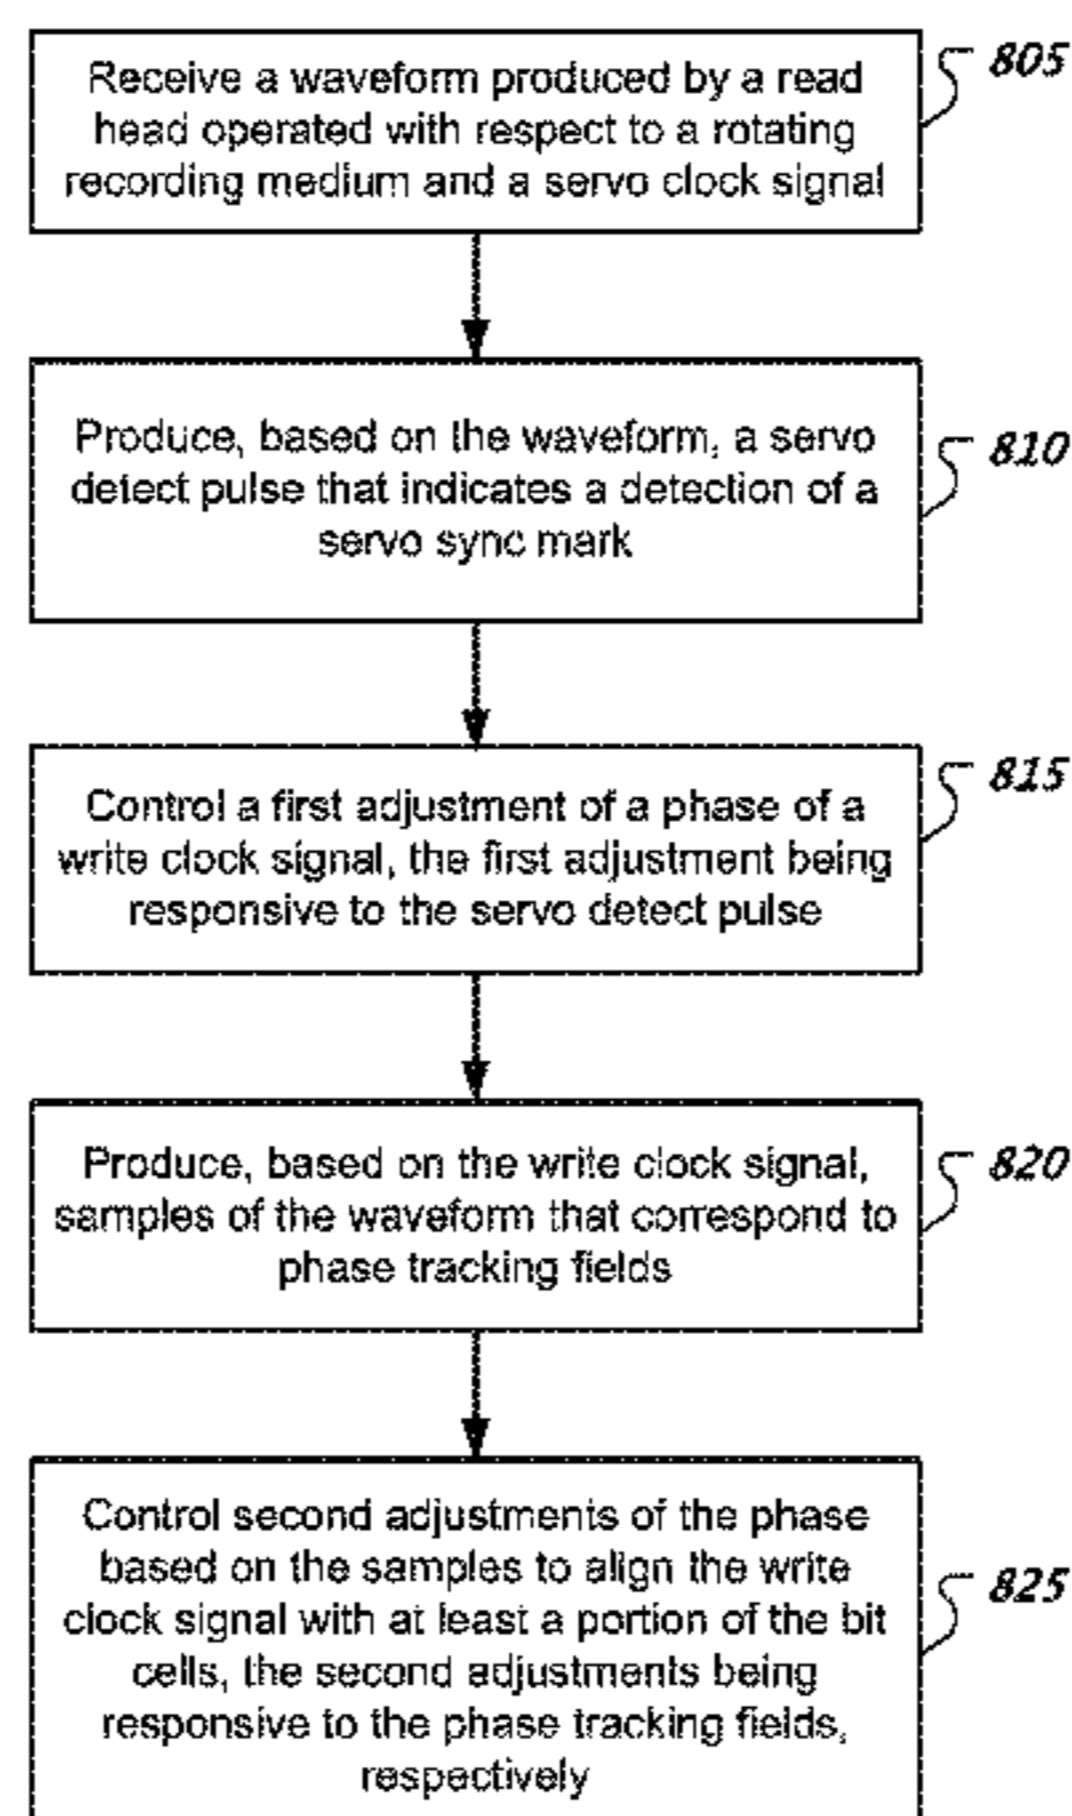 Receive a waveform produced by a read
head operated with respect to a rotating
recording medium and a servo clock signal
805
Produce, based on the waveform, a servo
detect pulse that indicates a detection of a
servo sync mark
810
Control a first adjustment of a phase of a
write clock signal, the first adjustment being
responsive to the servo detect pulse
815
Produce, based on the write clock signal,
samples of the waveform that correspond to
phase tracking fields
820
Control second adjustments of the phase
based on the samples to align the write
clock signal with at least a portion of the bit
cells, the second adjustments being
responsive to the phase tracking fields,
respectively
825